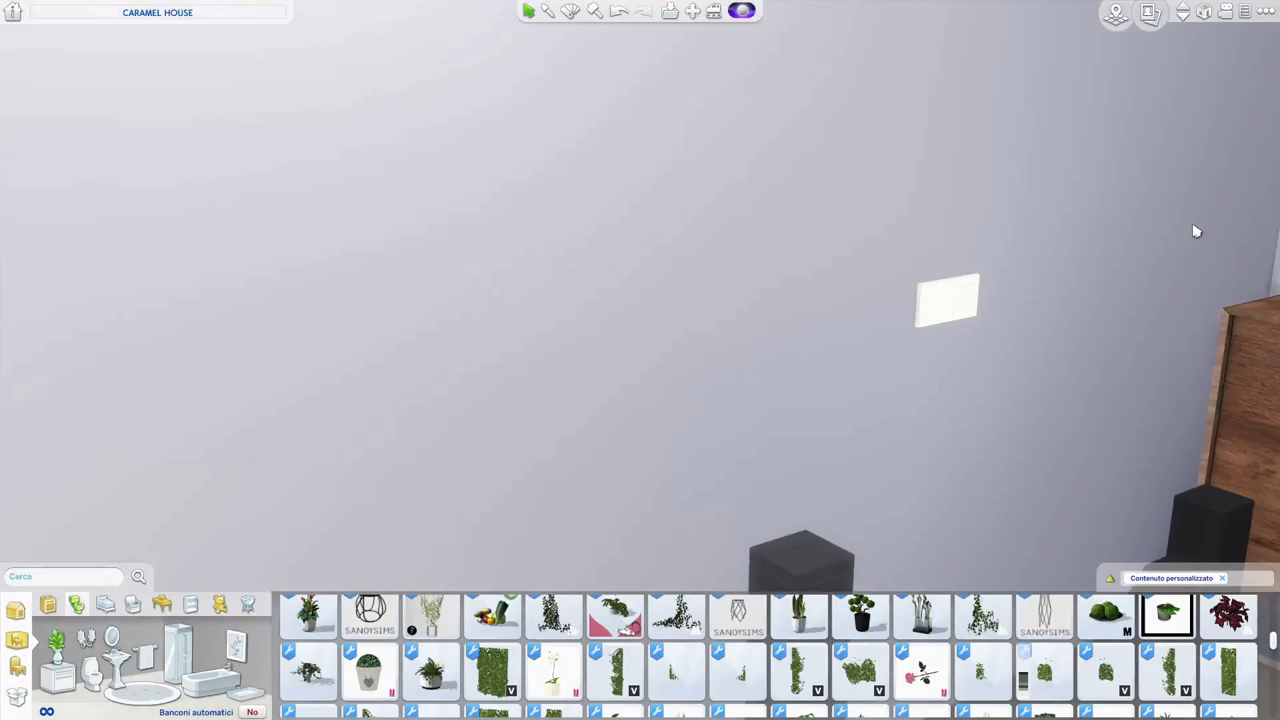 CARAMEL HOUSE
Cerca
Contenuto personalizzato
SANOYSIMS
SANOYSIMS
SANOYSIMS
M
N
V
N
V
V
V
N
V
V
Banconi automatici No